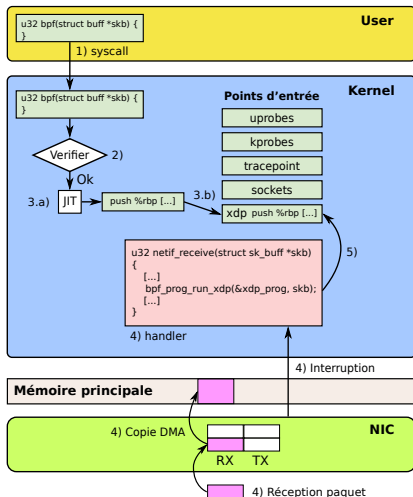 User
u32 bpf(struct buff *skb) {
}
1) syscall
Kernel
u32 bpf(struct buff *skb) {
}
Points d'entrée
uprobes
kprobes
tracepoint
sockets
xdp push %rbp [...]
Verifier
2)
Ok
3.a)
JIT
push %rbp [...]
3.b)
u32 netif_receive(struct sk_buff *skb)
{
[...]
bpf_prog_run_xdp(&xdp_prog, skb);
[...]
}
5)
4) handler
4) Interruption
Mémoire principale
4) Copie DMA
NIC
RX TX
4) Réception paquet